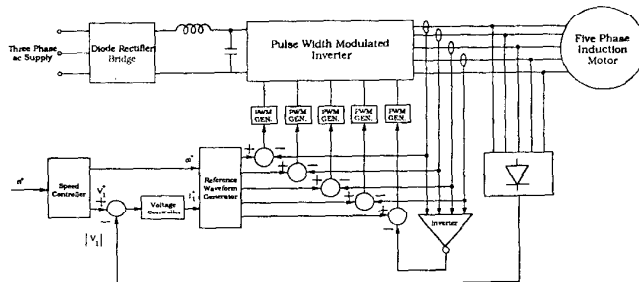 Three Phase
ac Supply
Diode Rectifier
Bridge
Pulse Width Modulated
Inverter
Five Phase
Induction
Motor
PWM
GEN.
PWM
GEN.
PWM
GEN.
PWM
GEN.
PWM
GEN.
Speed
Controller
V₁*
|V₁|
Voltage
Reference
Waveform
Generator
Inverter
+ −
+ −
+ −
+ −
+ −
+ −